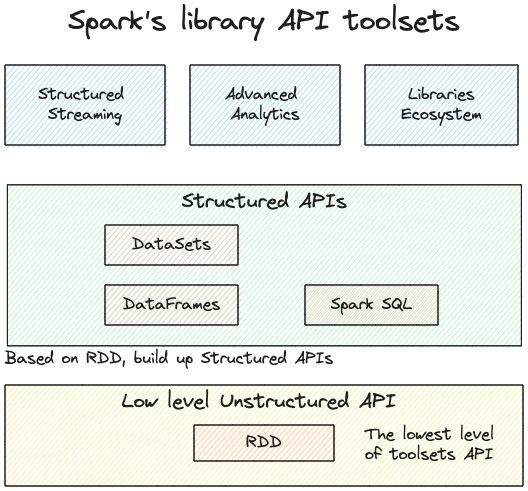 Spark's library API toolsets
Structured
Streaming
Advanced
Analytics
Libraries
Ecosystem
Structured APIs
DataSets
DataFrames
Spark SQL
Based on RDD, build up Structured APIs
Low level Unstructured API
RDD
The lowest level
of toolsets API